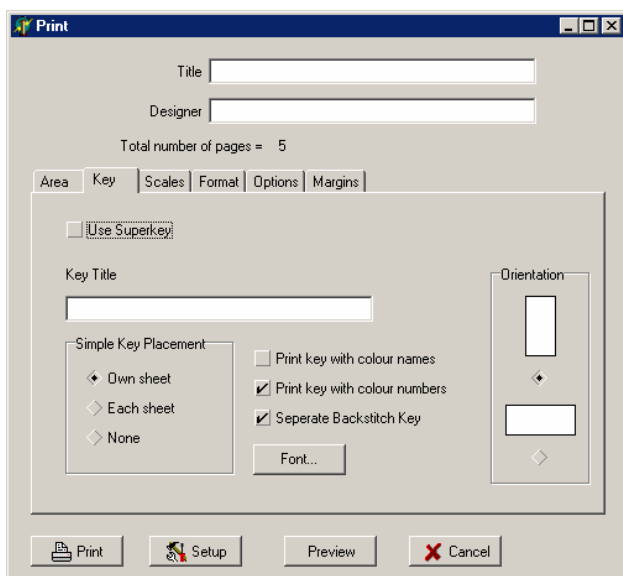 Print
Title
Designer
Total number of pages = 5
Area Key Scales Format Options Margins
Use Superkey
Key Title
Orientation
Simple Key Placement
Own sheet
Each sheet
None
Print key with colour names
Print key with colour numbers
Seperate Backstitch Key
Font...
Print Setup Preview Cancel